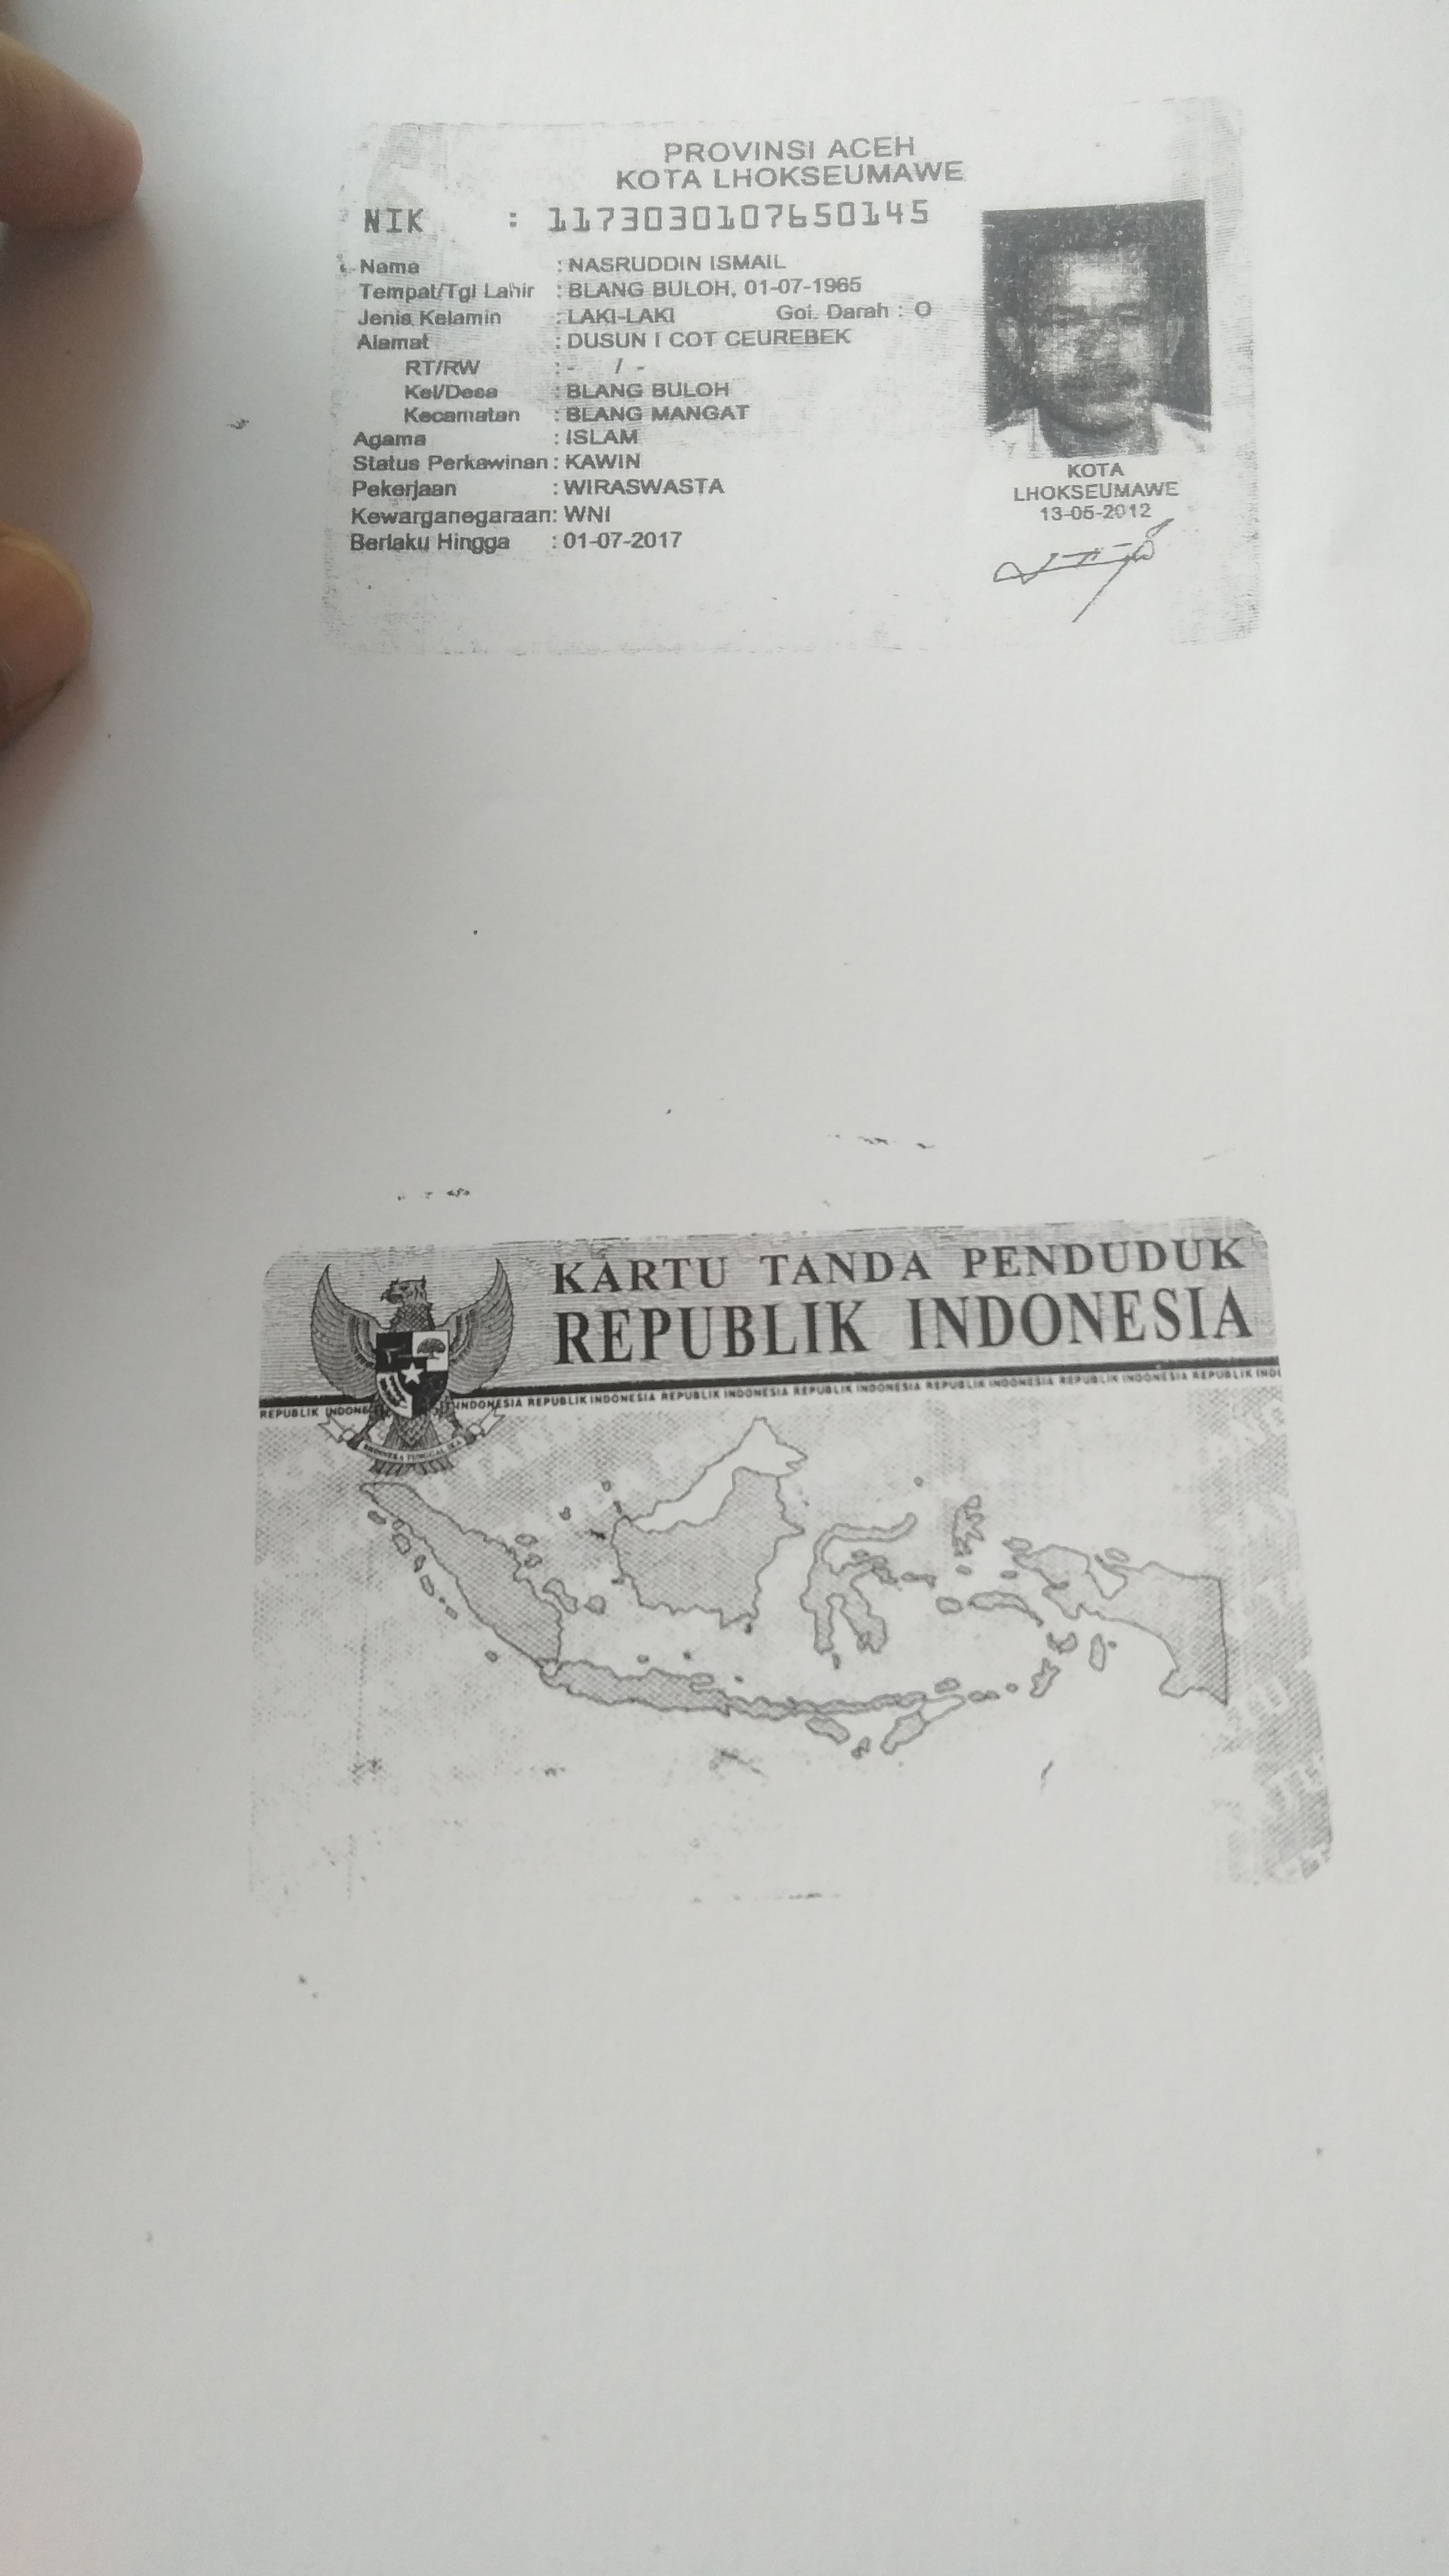 PROVINSI ACEH
KOTA LHOKSEUMAWE
NIK : 1173030107650145
Nama : NASRUDDIN ISMAIL
Tempat/Tgl Lahir : BLANG BULOH, 01-07-1965
Jenis Kelamin : LAKI-LAKI Gol. Darah : O
Alamat : DUSUN I COT CEUREBEK
RT/RW : - / -
Kel/Desa : BLANG BULOH
Kecamatan : BLANG MANGAT
Agama : ISLAM
Status Perkawinan : KAWIN
Pekerjaan : WIRASWASTA
Kewarganegaraan: WNI
Berlaku Hingga : 01-07-2017
KOTA
LHOKSEUMAWE
13-05-2012
KARTU TANDA PENDUDUK
REPUBLIK INDONESIA
REPUBLIK INDONE INDONESIA REPUBLIK INDONESIA REPUBLIK INDONESIA REPUBLIK INDONESIA REPUBLIK INDONESIA REPUBLIK INDONESIA REPUBLIK INDO
BHINNEKA TUNGGAL IKA